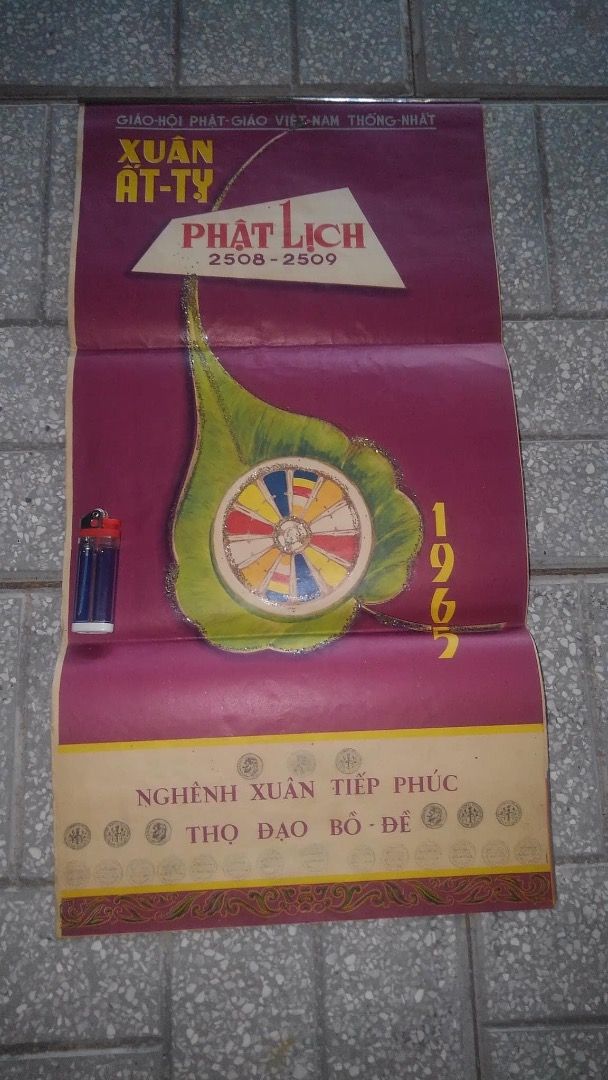 GIÁO-HỘI PHẬT-GIÁO VIỆT-NAM THỐNG-NHẤT
XUÂN
ẤT-TỴ
PHẬT LỊCH
2508 - 2509
1965
NGHÊNH XUÂN TIẾP PHÚC
THỌ ĐẠO BỒ - ĐỀ